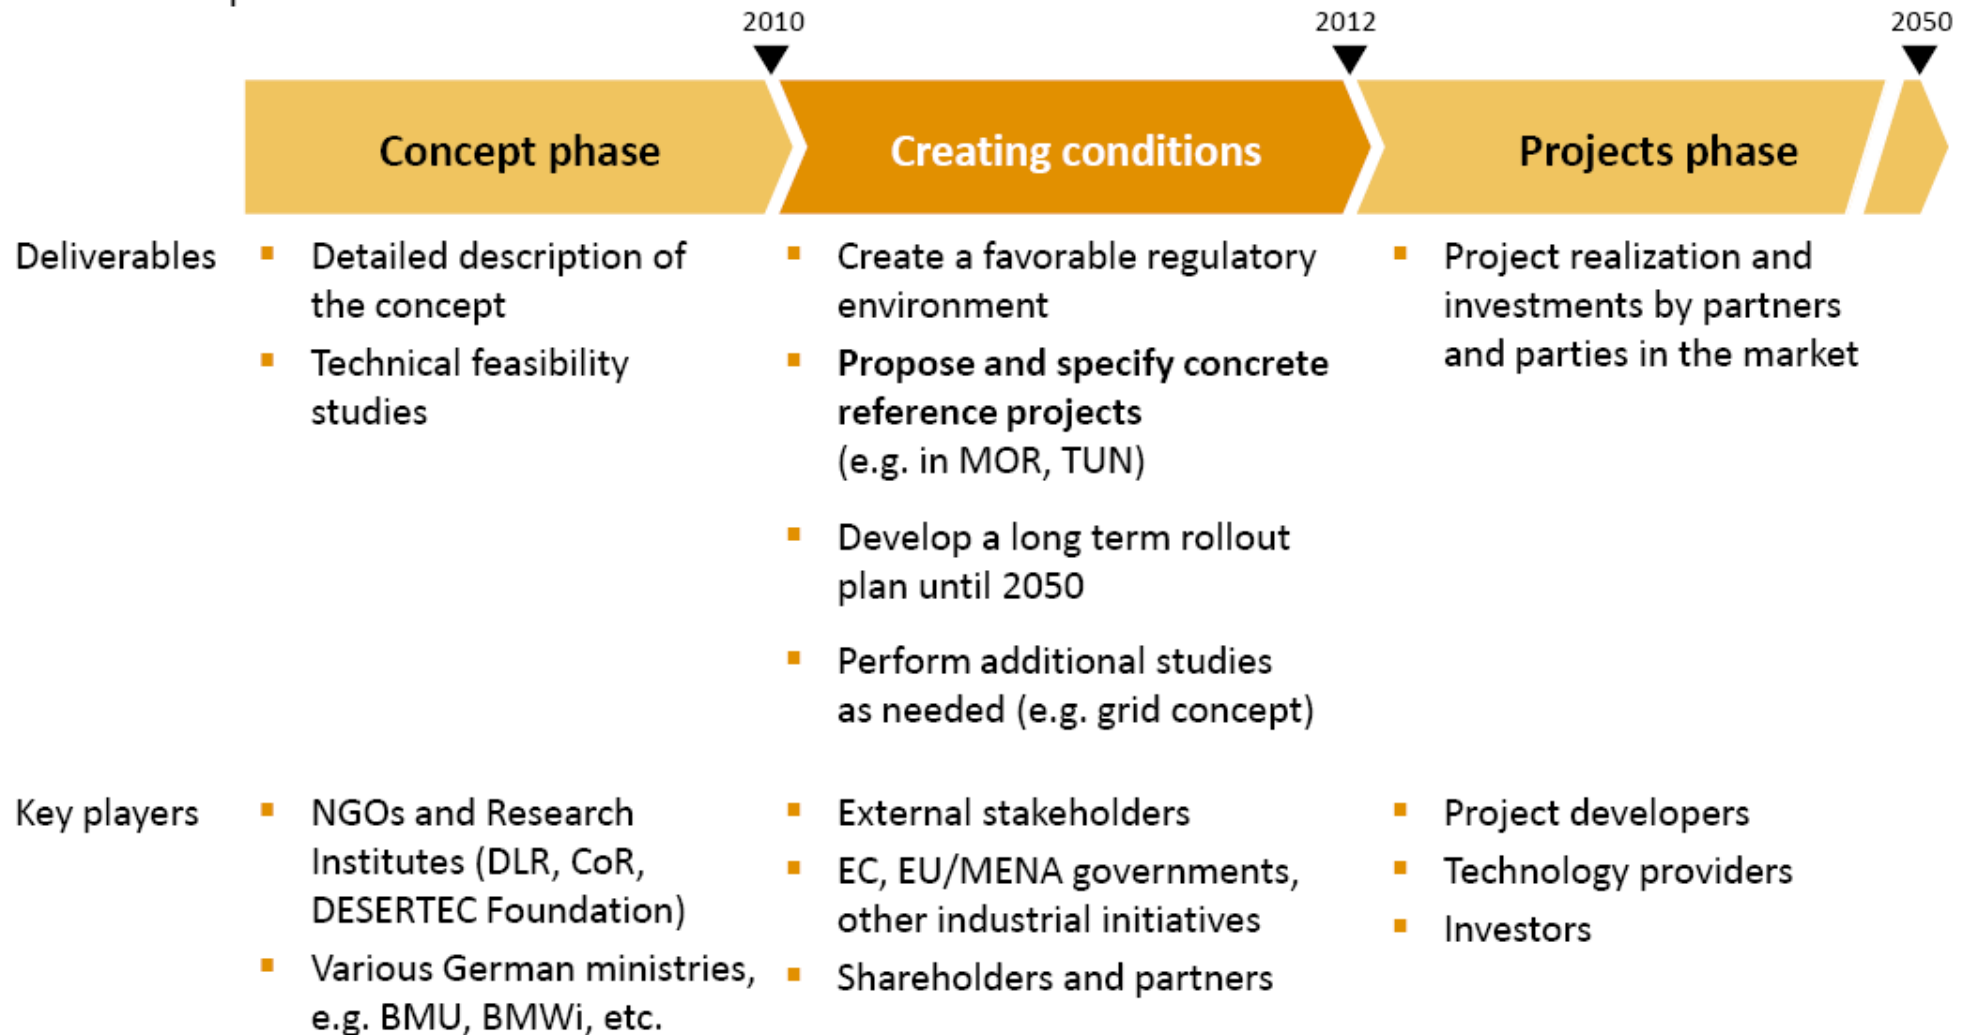 2010
2012
2050
Concept phase
Creating conditions
Projects phase
Deliverables
▪ Detailed description of
the concept
▪ Technical feasibility
studies
▪ Create a favorable regulatory
environment
▪ Propose and specify concrete
reference projects
(e.g. in MOR, TUN)
▪ Develop a long term rollout
plan until 2050
▪ Perform additional studies
as needed (e.g. grid concept)
▪ Project realization and
investments by partners
and parties in the market
Key players
▪ NGOs and Research
Institutes (DLR, CoR,
DESERTEC Foundation)
▪ Various German ministries,
e.g. BMU, BMWi, etc.
▪ External stakeholders
▪ EC, EU/MENA governments,
other industrial initiatives
▪ Shareholders and partners
▪ Project developers
▪ Technology providers
▪ Investors